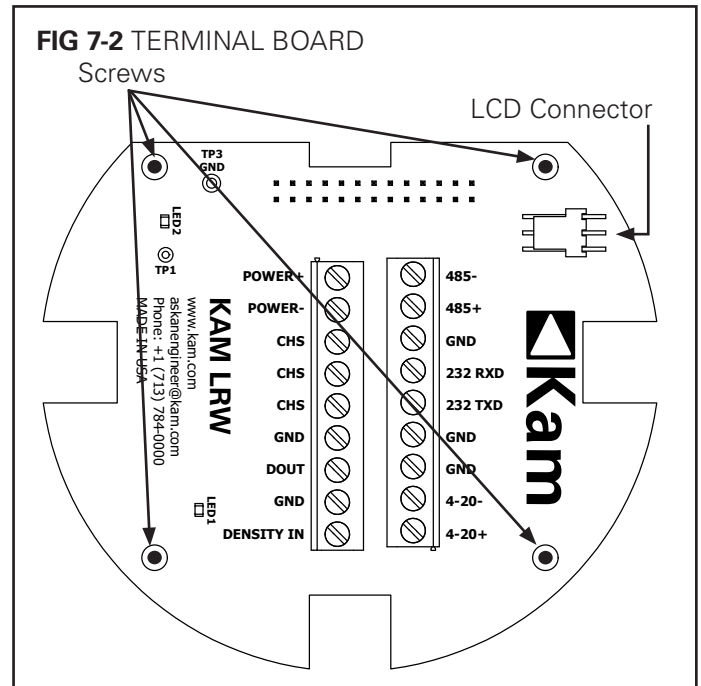 FIG 7-2 TERMINAL BOARD
Screws
LCD Connector
TP3
GND
LED2
TP1
POWER+
POWER-
CHS
CHS
CHS
GND
DOUT
GND
DENSITY IN
485-
485+
GND
232 RXD
232 TXD
GND
GND
4-20-
4-20+
KAM LRW
www.kam.com
askanengineer@kam.com
Phone: +1 (713) 784-0000
MADE IN USA
LED1
Kam